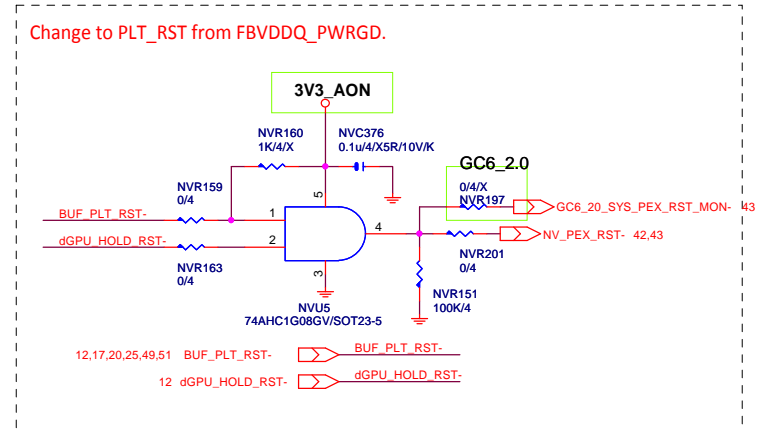 Change to PLT_RST from FBVDDQ_PWRGD.
3V3_AON
NVR160
1K/4/X
NVC376
0.1u/4/X5R/10V/K
GC6_2.0
0/4/X
NVR197
GC6_20_SYS_PEX_RST_MON- 43
NVR159
0/4
BUF_PLT_RST-
1
5
4
NV_PEX_RST- 42,43
dGPU_HOLD_RST-
2
NVR163
0/4
3
NVR201
0/4
NVR151
100K/4
NVU5
74AHC1G08GV/SOT23-5
12,17,20,25,49,51 BUF_PLT_RST-
BUF_PLT_RST-
12 dGPU_HOLD_RST-
dGPU_HOLD_RST-